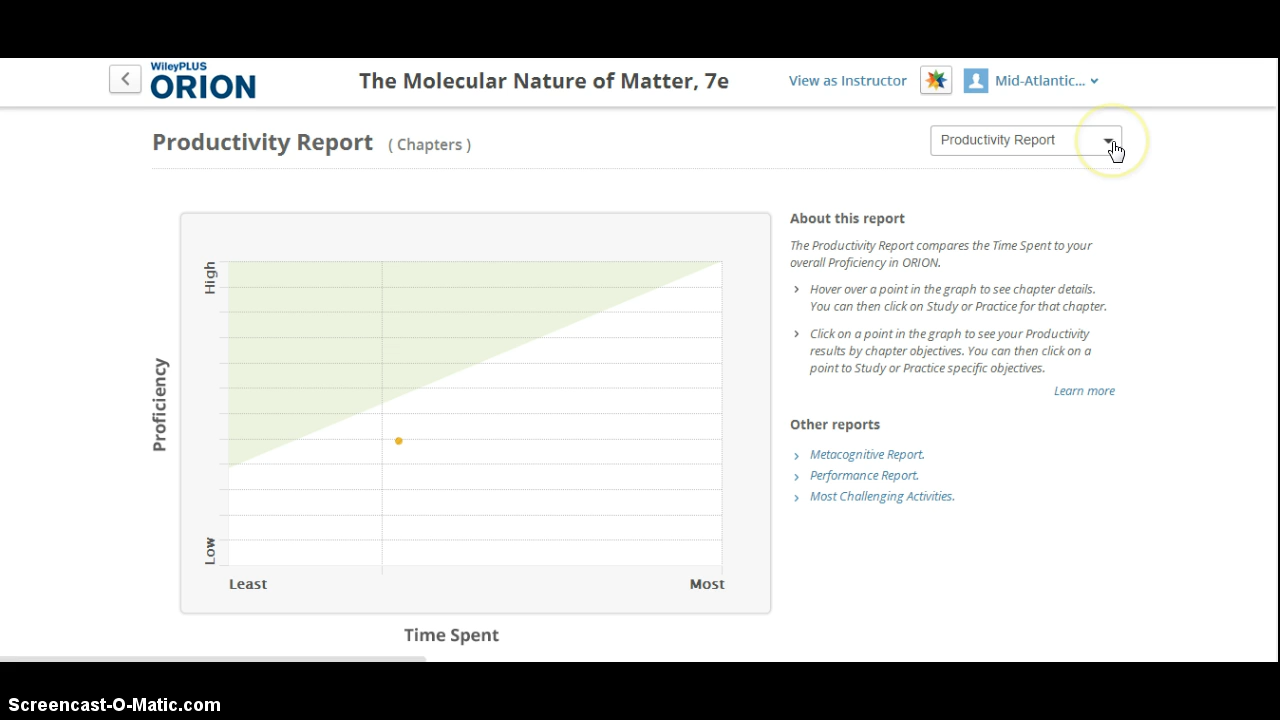 WileyPLUS
ORION
The Molecular Nature of Matter, 7e
View as Instructor
Mid-Atlantic...
Productivity Report ( Chapters )
Productivity Report
High
Proficiency
Low
Least
Most
Time Spent
About this report
The Productivity Report compares the Time Spent to your
overall Proficiency in ORION.
Hover over a point in the graph to see chapter details.
You can then click on Study or Practice for that chapter.
Click on a point in the graph to see your Productivity
results by chapter objectives. You can then click on a
point to Study or Practice specific objectives.
Learn more
Other reports
Metacognitive Report.
Performance Report.
Most Challenging Activities.
Screencast-O-Matic.com